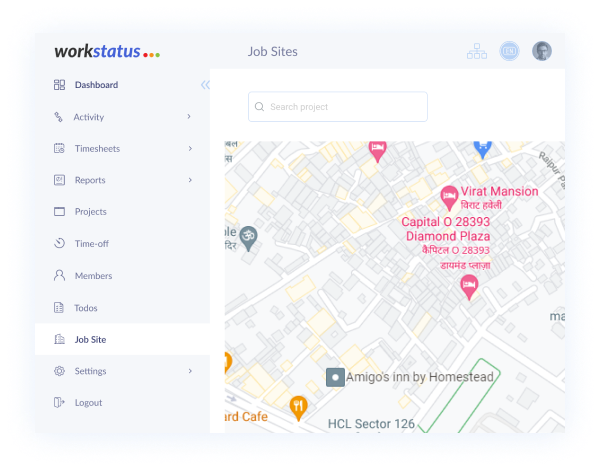 workstatus
Job Sites
Dashboard
Activity
Timesheets
Reports
Projects
Time-off
Members
Todos
Job Site
Settings
Logout
Search project
स
Raipur
Virat Mansion
विराट हवेली
Capital O 28393
Diamond Plaza
कैपिटल O 28393
डायमंड प्लाज़ा
ple
दिर
ma
Amigo's inn by Homestead
ard Cafe
HCL Sector 126